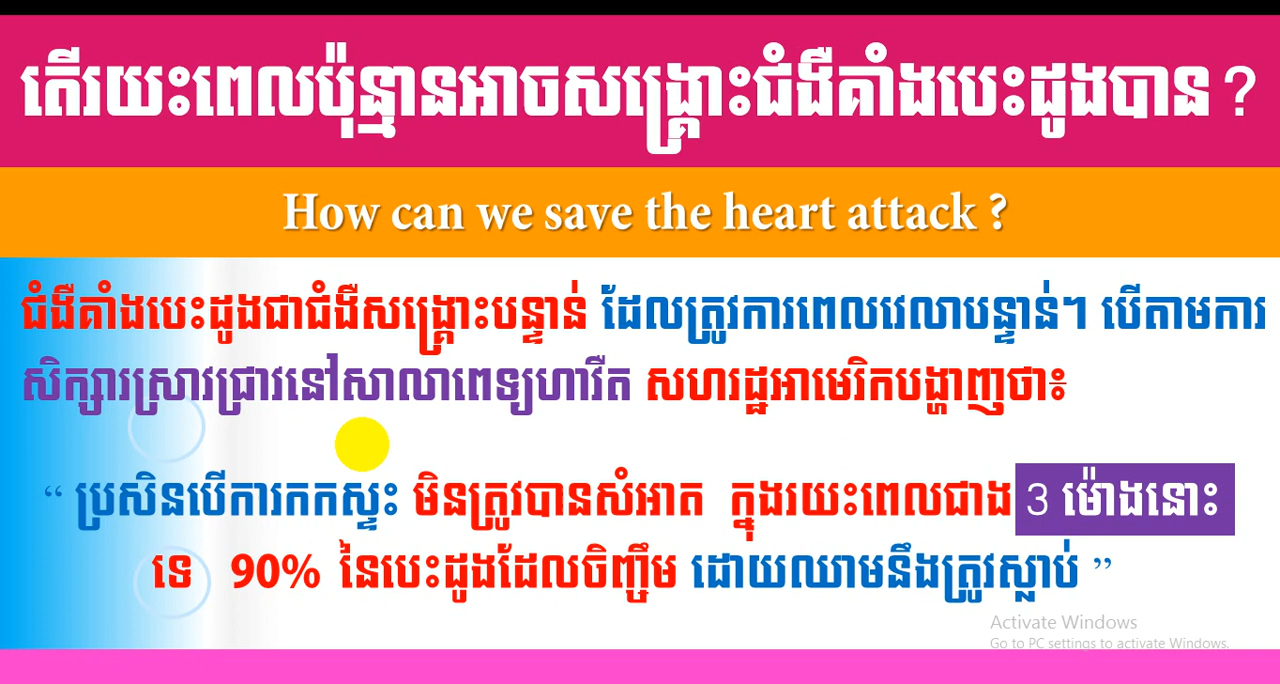 តើរយះពេលប៉ុន្មានអាចសង្គ្រោះជំងឺគាំងបេះដូងបាន ?
How can we save the heart attack ?
ជំងឺគាំងបេះដូងជាជំងឺសង្គ្រោះបន្ទាន់ ដែលត្រូវការពេលវេលាបន្ទាន់ៗ បើតាមការ
សិក្សារស្រាវជ្រាវនៅសាលាពេទ្យហាវីត សហរដ្ឋអាមេរិកបង្ហាញថា៖
“ ប្រសិនបើការកកស្ទះ មិនត្រូវបានសំអាត ក្នុងរយះពេលជាង 3 ម៉ោងនោះ
ទេ 90% នៃបេះដូងដែលចិញ្ចឹម ដោយឈាមនឹងត្រូវស្លាប់ ”
Activate Windows
Go to PC settings to activate Windows.